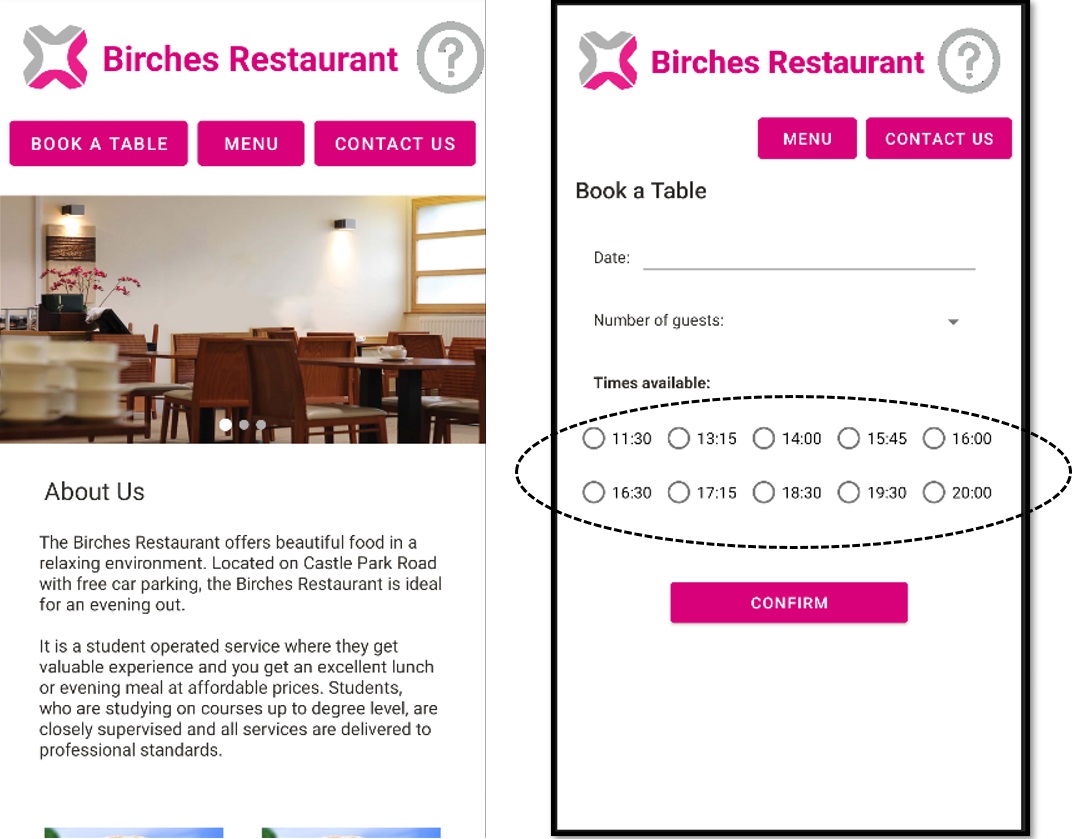 Birches Restaurant
?
BOOK A TABLE
MENU
CONTACT US
About Us
The Birches Restaurant offers beautiful food in a
relaxing environment. Located on Castle Park Road
with free car parking, the Birches Restaurant is ideal
for an evening out.
It is a student operated service where they get
valuable experience and you get an excellent lunch
or evening meal at affordable prices. Students,
who are studying on courses up to degree level, are
closely supervised and all services are delivered to
professional standards.
Birches Restaurant
?
MENU
CONTACT US
Book a Table
Date:
Number of guests:
Times available:
11:30 13:15 14:00 15:45 16:00
16:30 17:15 18:30 19:30 20:00
CONFIRM